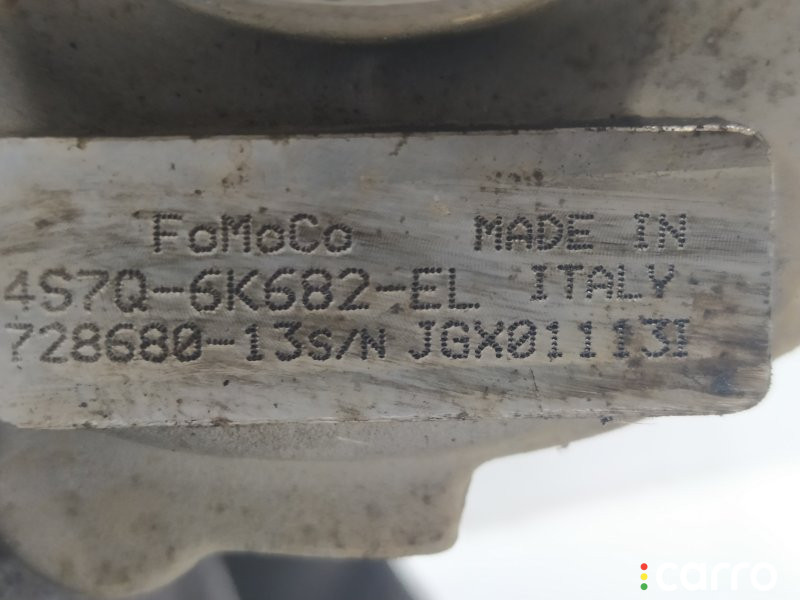 FoMoCo MADE IN
4S7Q-6K682-EL ITALY
728680-13S/N JGX01113I
carro